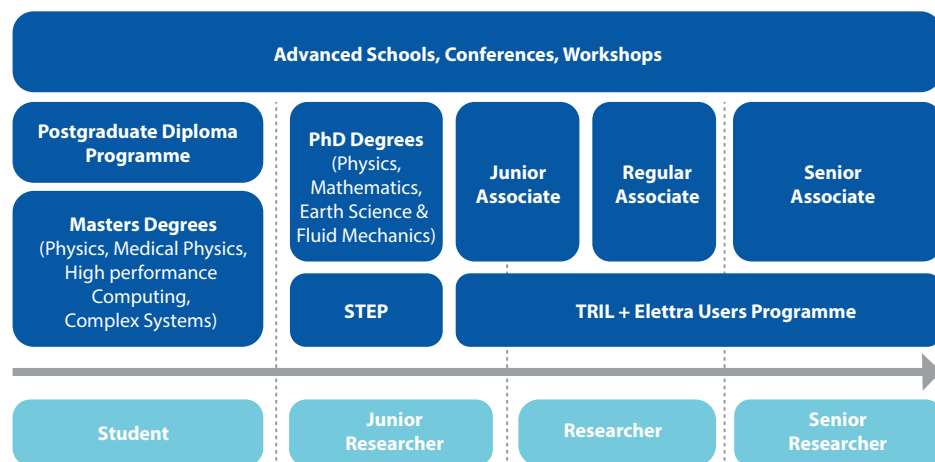 Advanced Schools, Conferences, Workshops
Postgraduate Diploma
Programme
Masters Degrees
(Physics, Medical Physics,
High performance
Computing,
Complex Systems)
PhD Degrees
(Physics,
Mathematics,
Earth Science &
Fluid Mechanics)
STEP
Junior
Associate
Regular
Associate
Senior
Associate
TRIL + Elettra Users Programme
Student
Junior
Researcher
Researcher
Senior
Researcher